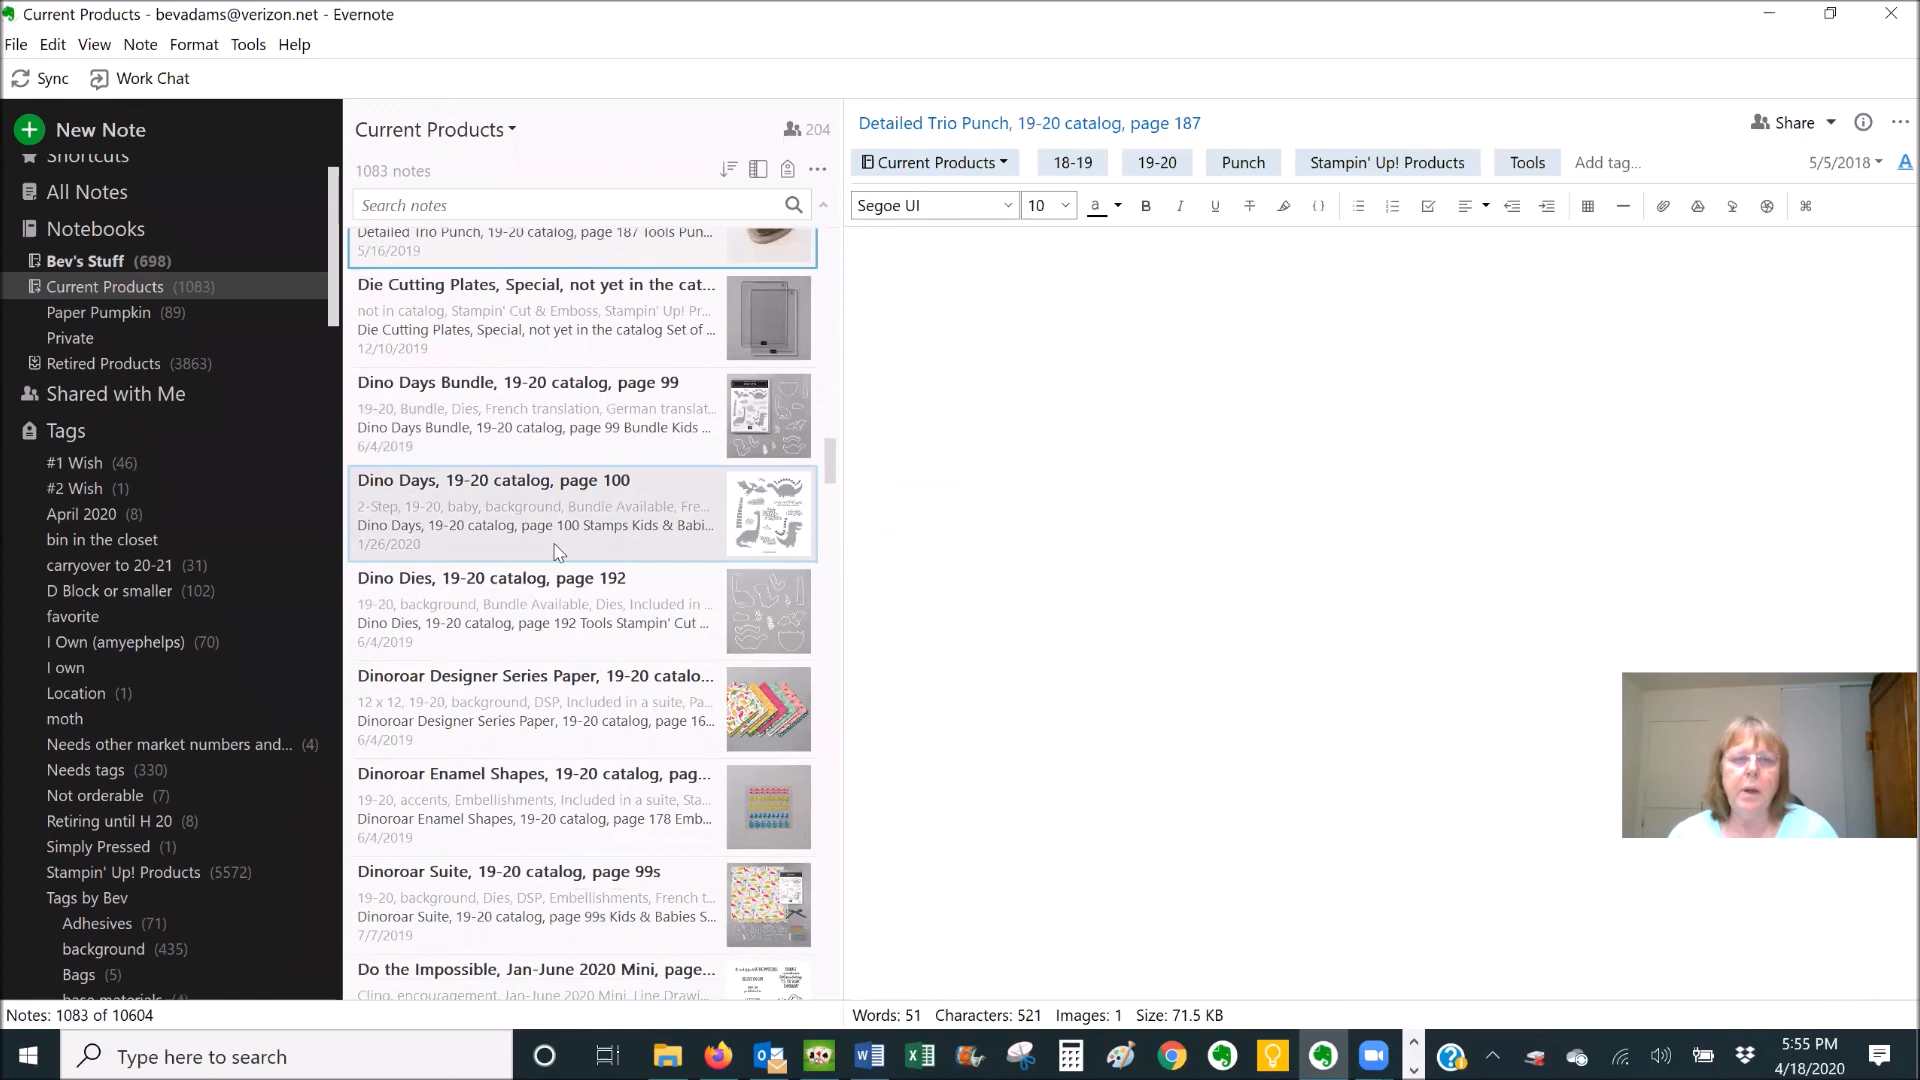 Current Products - bevadams@verizon.net - Evernote
File Edit View Note Format Tools Help
Sync Work Chat
New Note
Shortcuts
All Notes
Notebooks
Bev's Stuff (698)
Current Products (1083)
Paper Pumpkin (89)
Private
Retired Products (3863)
Shared with Me
Tags
#1 Wish (46)
#2 Wish (1)
April 2020 (8)
bin in the closet
carryover to 20-21 (31)
D Block or smaller (102)
favorite
I Own (amyephelps) (70)
I own
Location (1)
moth
Needs other market numbers and... (4)
Needs tags (330)
Not orderable (7)
Retiring until H 20 (8)
Simply Pressed (1)
Stampin' Up! Products (5572)
Tags by Bev
Adhesives (71)
background (435)
Bags (5)
base materials (4)
Notes: 1083 of 10604
Current Products 204
1083 notes
Search notes
Detailed Trio Punch, 19-20 catalog, page 187 Tools Pun...
5/16/2019
Die Cutting Plates, Special, not yet in the cat...
not in catalog, Stampin' Cut & Emboss, Stampin' Up! Pr...
Die Cutting Plates, Special, not yet in the catalog Set of ...
12/10/2019
Dino Days Bundle, 19-20 catalog, page 99
19-20, Bundle, Dies, French translation, German translat...
Dino Days Bundle, 19-20 catalog, page 99 Bundle Kids ...
6/4/2019
Dino Days, 19-20 catalog, page 100
2-Step, 19-20, baby, background, Bundle Available, Fre...
Dino Days, 19-20 catalog, page 100 Stamps Kids & Babi...
1/26/2020
Dino Dies, 19-20 catalog, page 192
19-20, background, Bundle Available, Dies, Included in ...
Dino Dies, 19-20 catalog, page 192 Tools Stampin' Cut ...
6/4/2019
Dinoroar Designer Series Paper, 19-20 catalo...
12 x 12, 19-20, background, DSP, Included in a suite, Pa...
Dinoroar Designer Series Paper, 19-20 catalog, page 16...
6/4/2019
Dinoroar Enamel Shapes, 19-20 catalog, pag...
19-20, accents, Embellishments, Included in a suite, Sta...
Dinoroar Enamel Shapes, 19-20 catalog, page 178 Emb...
6/4/2019
Dinoroar Suite, 19-20 catalog, page 99s
19-20, background, Dies, DSP, Embellishments, French t...
Dinoroar Suite, 19-20 catalog, page 99s Kids & Babies S...
7/7/2019
Do the Impossible, Jan-June 2020 Mini, page...
Cling, encouragement, Jan-June 2020 Mini, Line Drawi...
Detailed Trio Punch, 19-20 catalog, page 187
Share
Current Products 18-19 19-20 Punch Stampin' Up! Products Tools Add tag... 5/5/2018 A
Segoe UI 10 a B I U T
Words: 51 Characters: 521 Images: 1 Size: 71.5 KB
Type here to search
5:55 PM
4/18/2020